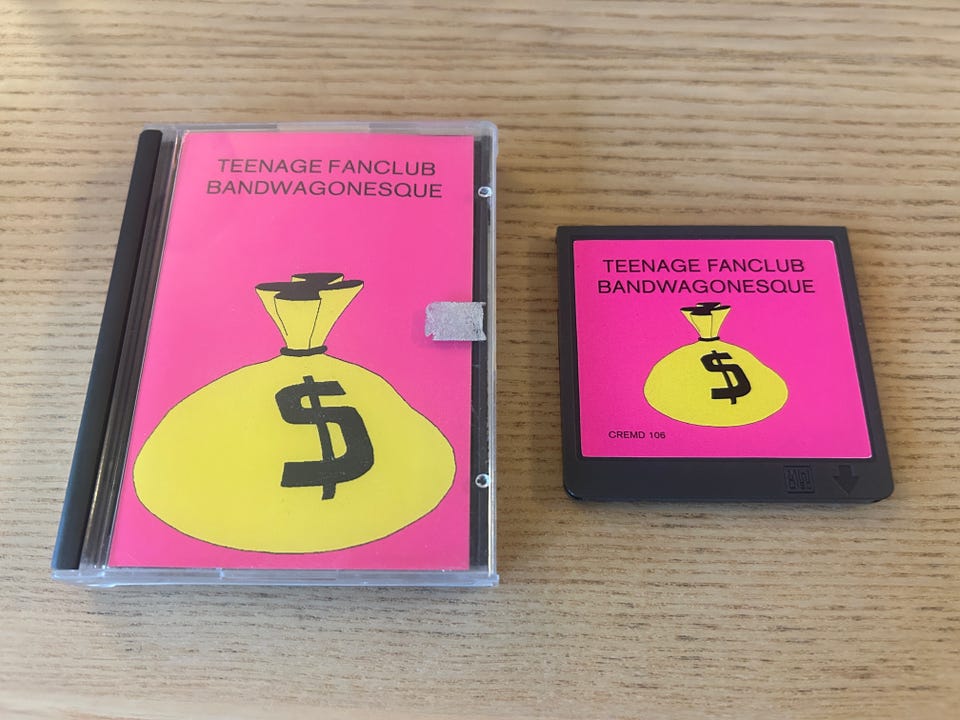 TEENAGE FANCLUB
BANDWAGONESQUE
$
TEENAGE FANCLUB
BANDWAGONESQUE
$
CREMD 106